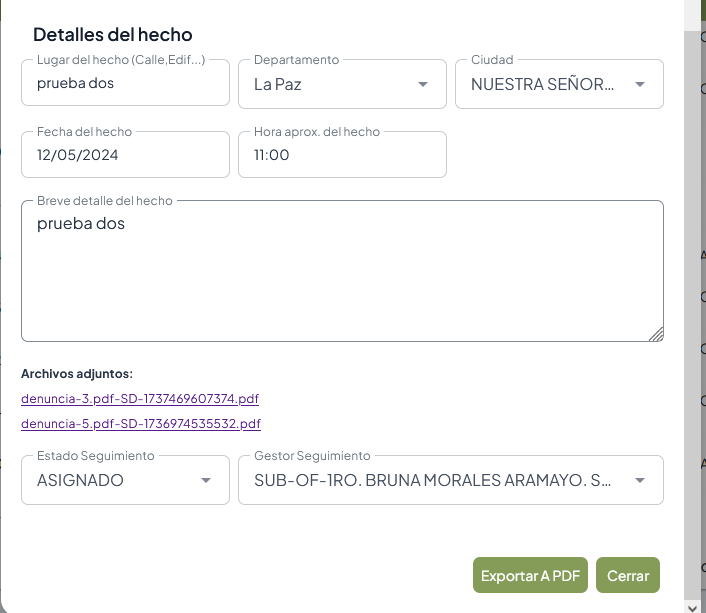 Detalles del hecho
Lugar del hecho (Calle,Edif...)
prueba dos
Departamento
La Paz
Ciudad
NUESTRA SEÑOR...
Fecha del hecho
12/05/2024
Hora aprox. del hecho
11:00
Breve detalle del hecho
prueba dos
Archivos adjuntos:
denuncia-3.pdf-SD-1737469607374.pdf
denuncia-5.pdf-SD-1736974535532.pdf
Estado Seguimiento
ASIGNADO
Gestor Seguimiento
SUB-OF-1RO. BRUNA MORALES ARAMAYO. S...
Exportar A PDF
Cerrar